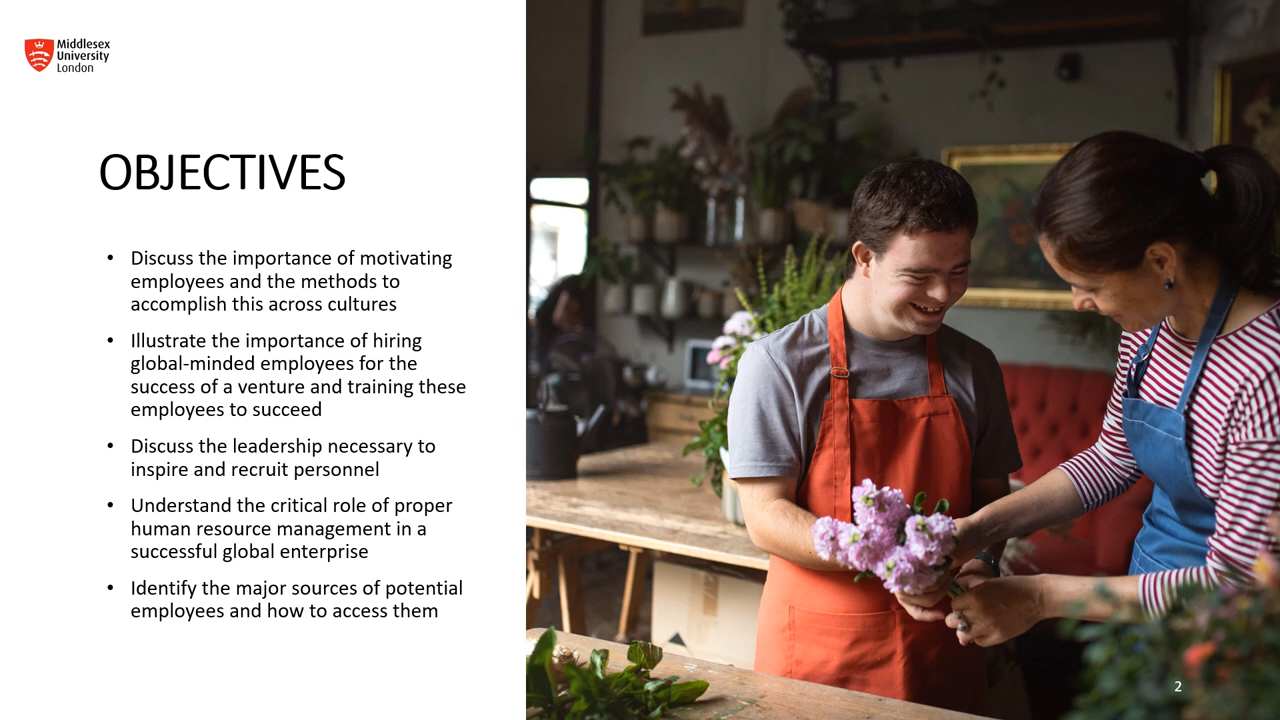 Middlesex
University
London
OBJECTIVES
• Discuss the importance of motivating
employees and the methods to
accomplish this across cultures
• Illustrate the importance of hiring
global-minded employees for the
success of a venture and training these
employees to succeed
• Discuss the leadership necessary to
inspire and recruit personnel
• Understand the critical role of proper
human resource management in a
successful global enterprise
• Identify the major sources of potential
employees and how to access them
2